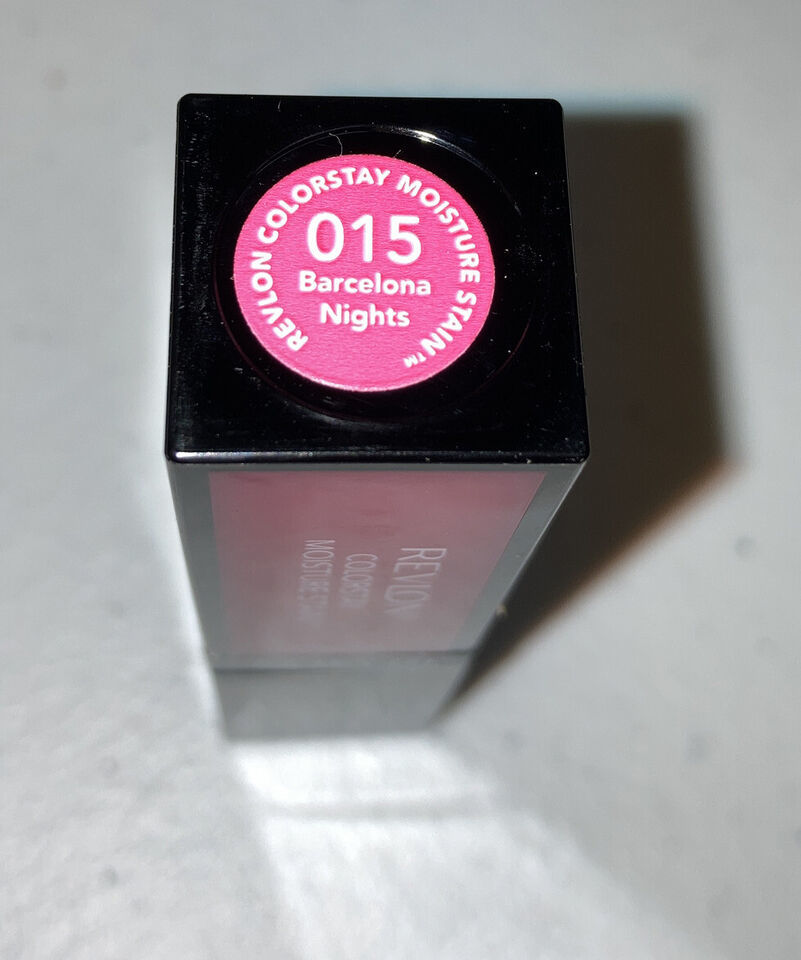 REVLON COLORSTAY MOISTURE STAIN™
015
Barcelona
Nights
REVLON
COLORSTAY
MOISTURE STAIN